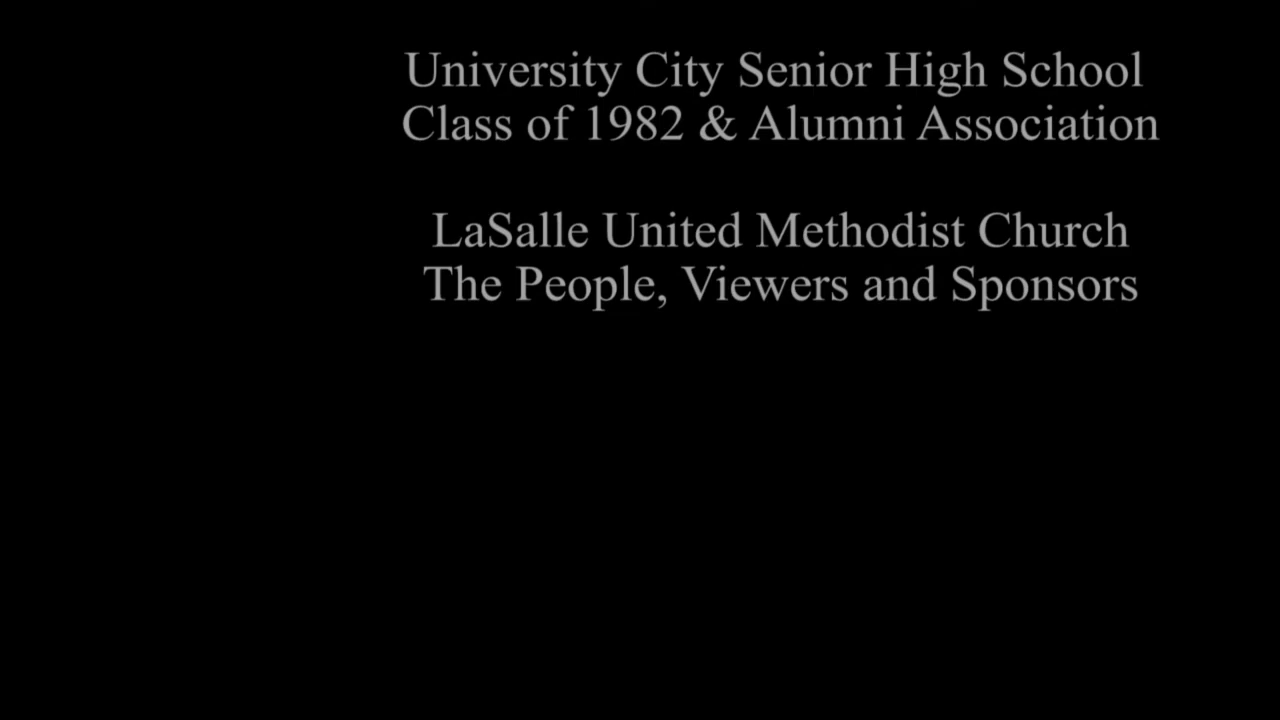 University City Senior High School
Class of 1982 & Alumni Association
LaSalle United Methodist Church
The People, Viewers and Sponsors